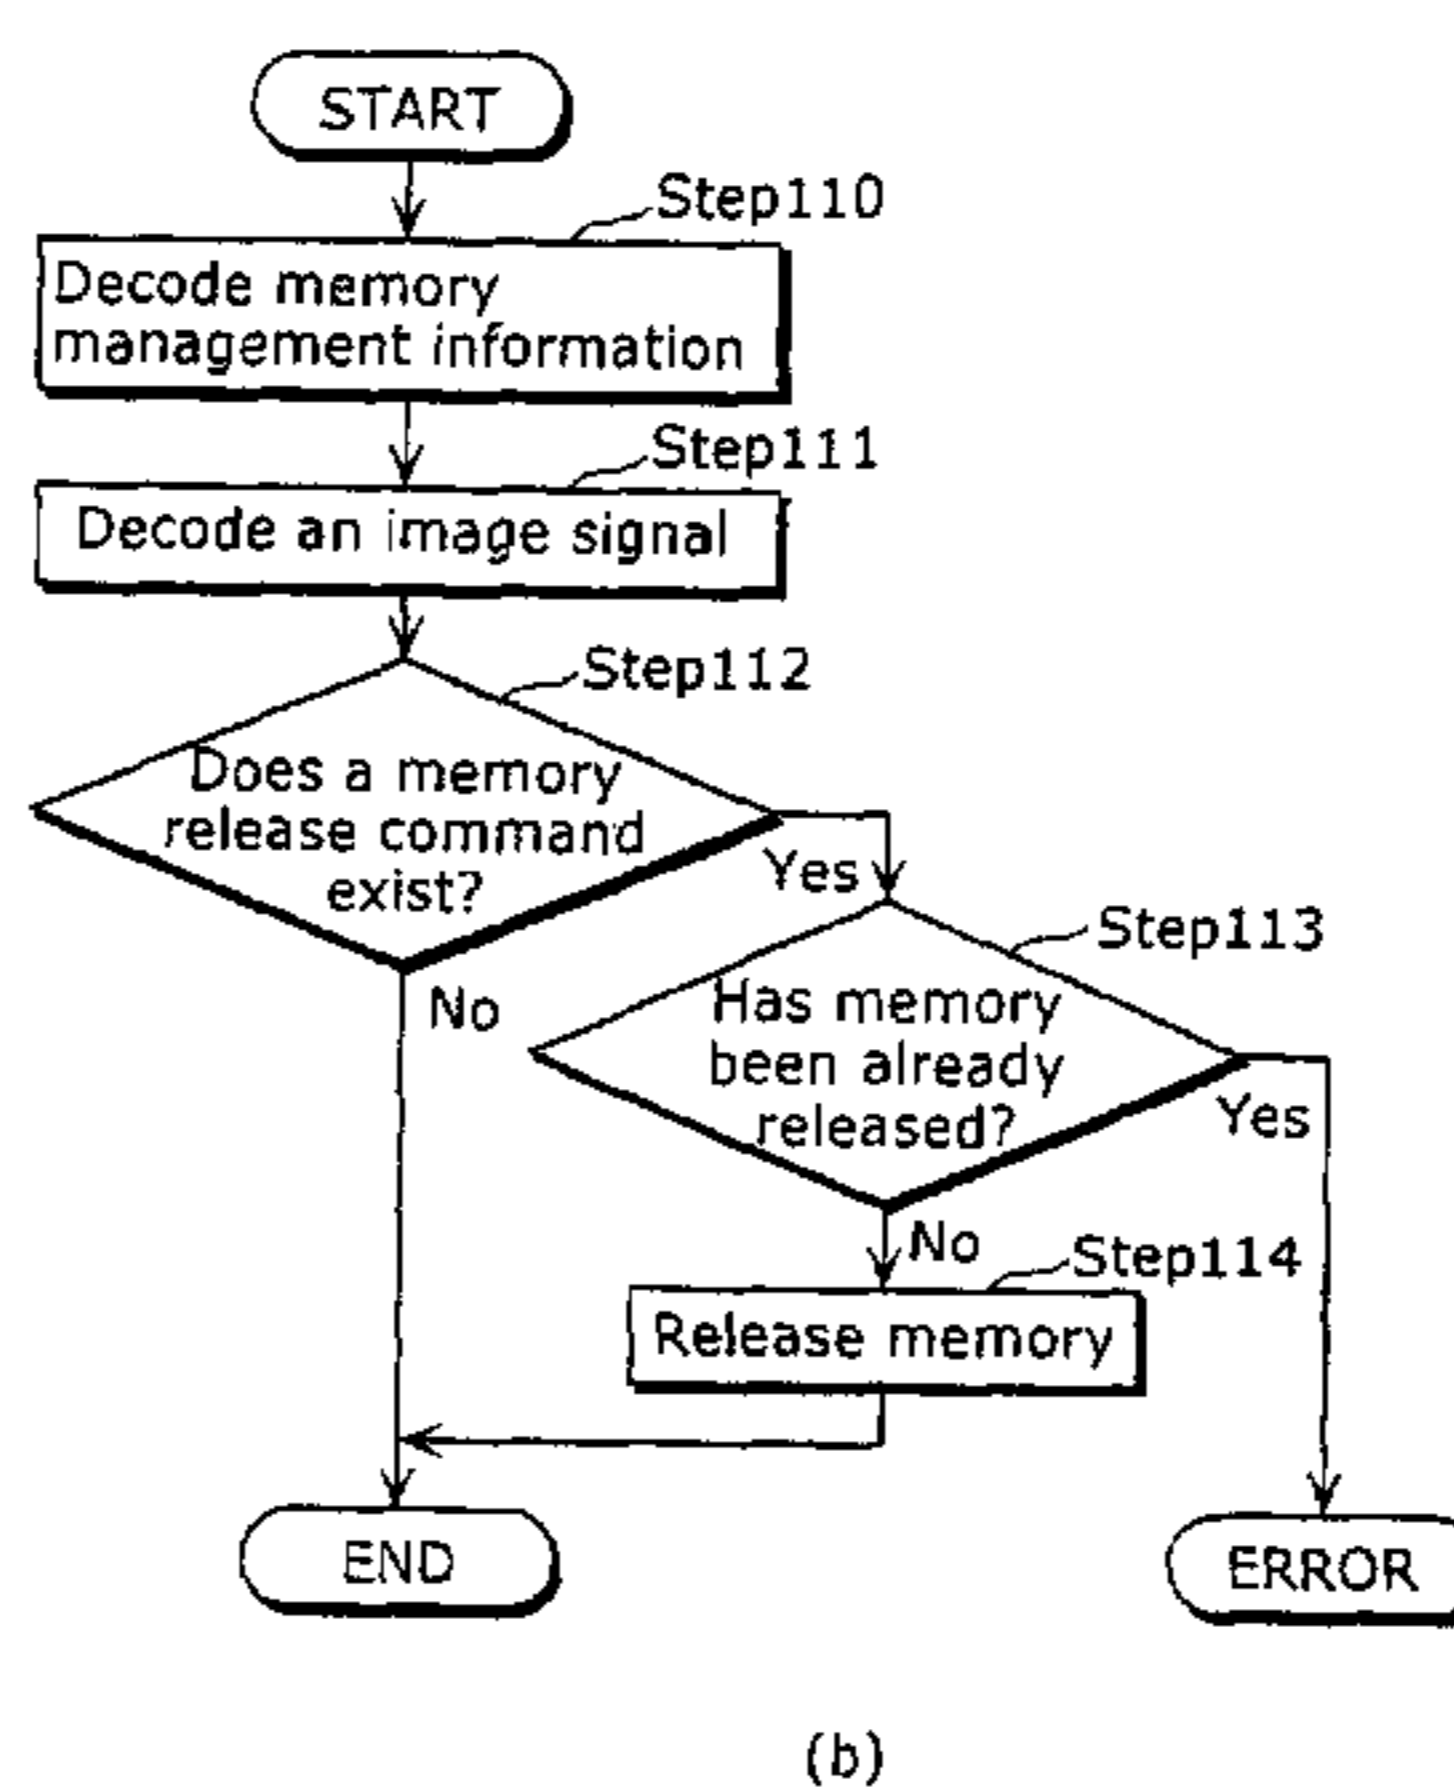 START
Step110
Decode memory
management information
Step111
Decode an image signal
Step112
Does a memory
release command
exist?
Yes
No
Step113
Has memory
been already
released?
Yes
No
Step114
Release memory
END
ERROR
(b)